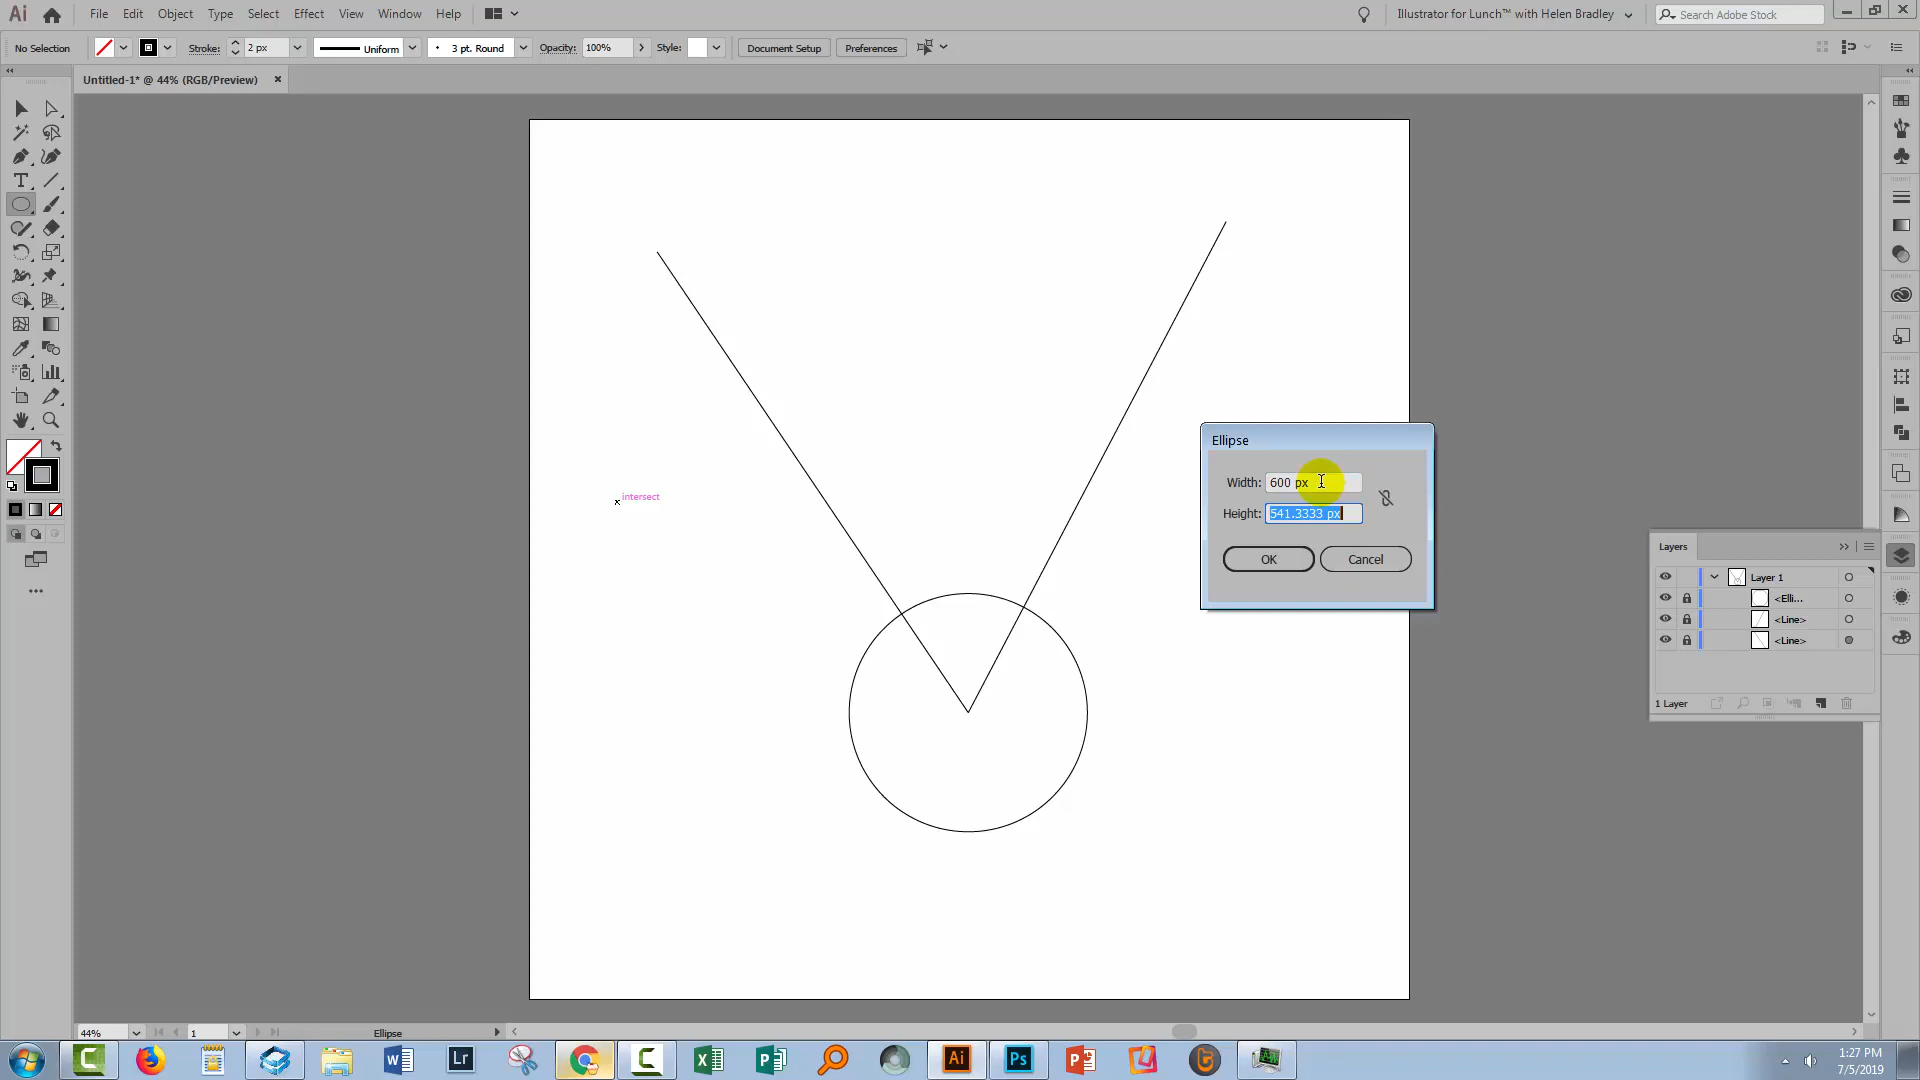 Ai File Edit Object Type Select Effect View Window Help Illustrator for Lunch™ with Helen Bradley Search Adobe Stock
No Selection Stroke: 2 px Uniform 3 pt. Round Opacity: 100% Style: Document Setup Preferences
Untitled-1* @ 44% (RGB/Preview)
Ellipse
Width: 600 px
intersect
Height: 541.3333 px
OK Cancel
Layers
Layer 1
<Elli...
<Line>
<Line>
1 Layer
44% 1 Ellipse
Lr Ai Ps
1:27 PM
7/5/2019